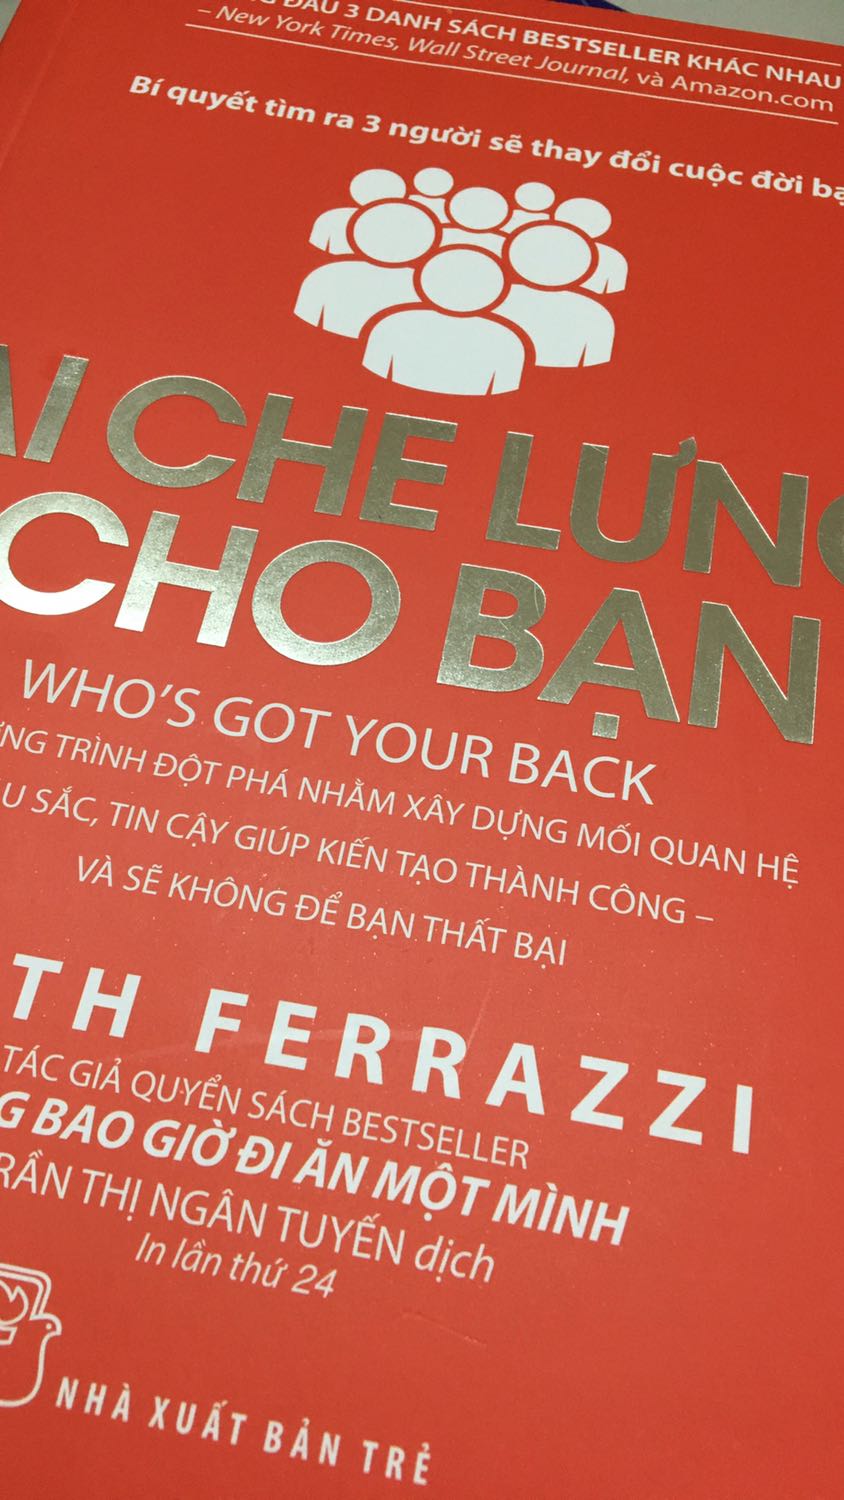 ĐẦU 3 DANH SÁCH BESTSELLER KHÁC NHAU
– New York Times, Wall Street Journal, và Amazon.com
Bí quyết tìm ra 3 người sẽ thay đổi cuộc đời
AI CHE LƯNG
CHO BẠN
WHO'S GOT YOUR BACK
TRÌNH ĐỘT PHÁ NHẰM XÂY DỰNG MỐI QUAN HỆ
SẮC, TIN CẬY GIÚP KIẾN TẠO THÀNH CÔNG –
VÀ SẼ KHÔNG ĐỂ BẠN THẤT BẠI
TH FERRAZZI
TÁC GIẢ QUYỂN SÁCH BESTSELLER
BAO GIỜ ĐI ĂN MỘT MÌNH
THỊ NGÂN TUYẾN dịch
In lần thứ 24
NHÀ XUẤT BẢN TRẺ